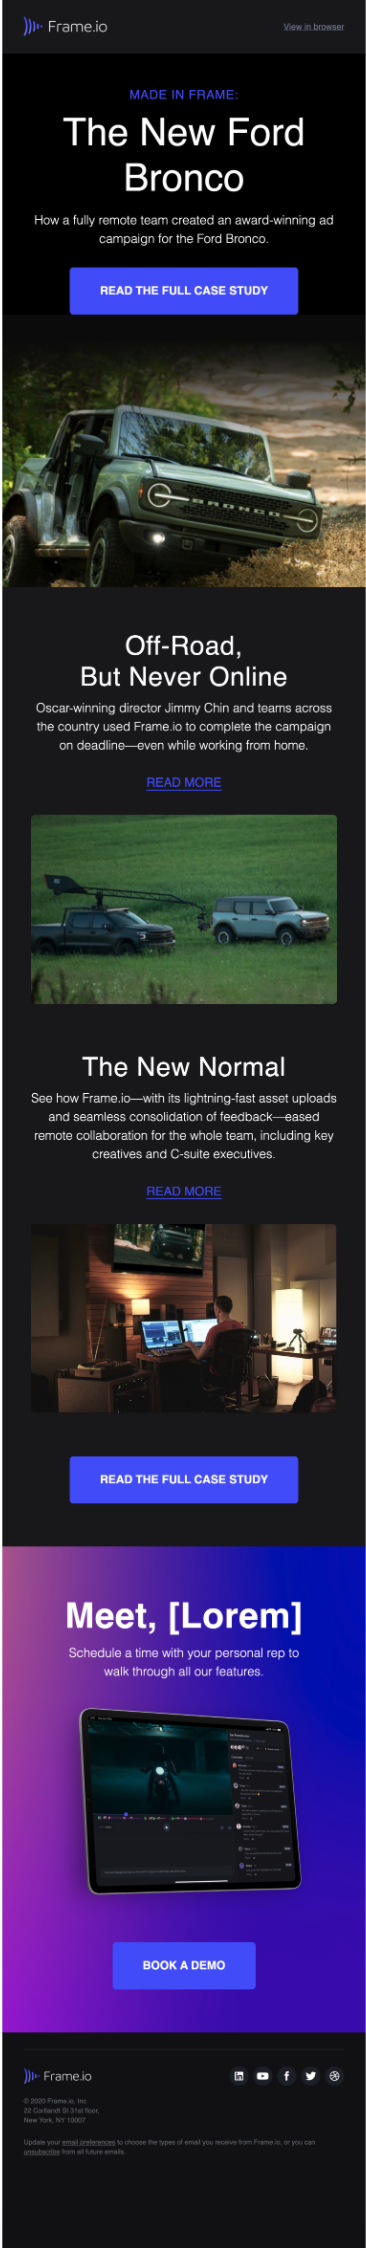 Frame.io
View in browser
MADE IN FRAME:
The New Ford
Bronco
How a fully remote team created an award-winning ad
campaign for the Ford Bronco.
READ THE FULL CASE STUDY
BRONCO
Off-Road,
But Never Online
Oscar-winning director Jimmy Chin and teams across
the country used Frame.io to complete the campaign
on deadline—even while working from home.
READ MORE
The New Normal
See how Frame.io—with its lightning-fast asset uploads
and seamless consolidation of feedback—eased
remote collaboration for the whole team, including key
creatives and C-suite executives.
READ MORE
READ THE FULL CASE STUDY
Meet, [Lorem]
Schedule a time with your personal rep to
walk through all our features.
BOOK A DEMO
Frame.io
© 2020 Frame.io, Inc
22 Cortlandt St 31st floor,
New York, NY 10007
Update your email preferences to choose the types of email you receive from Frame.io, or you can
unsubscribe from all future emails.